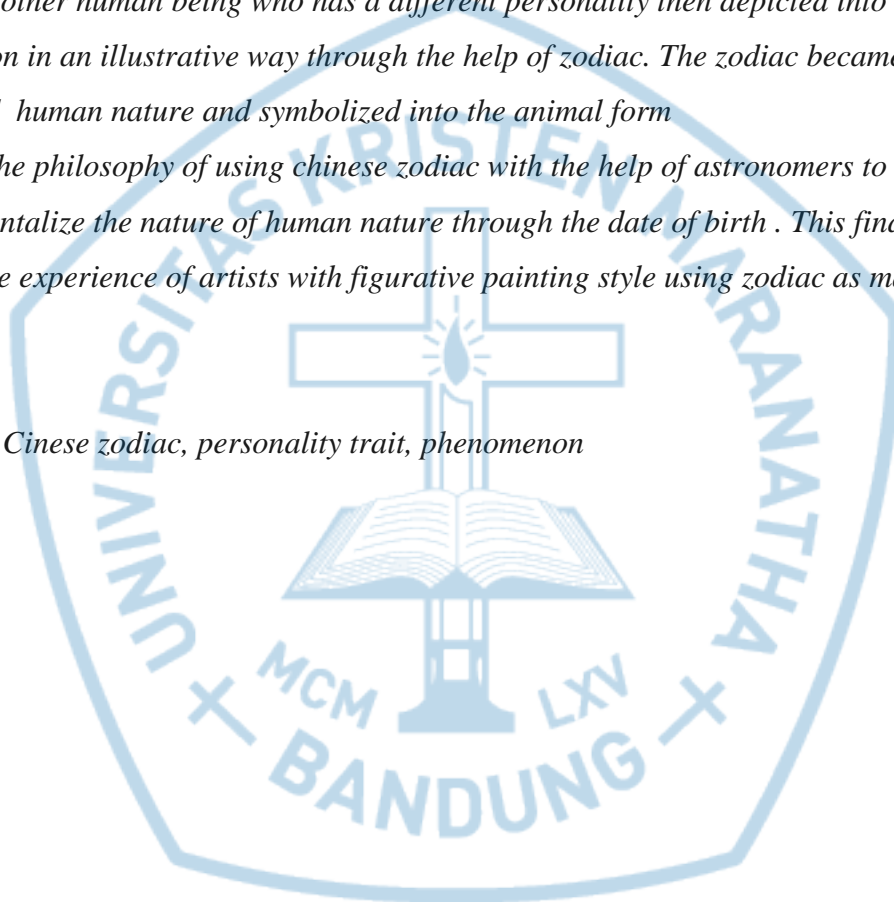 other human being who has a different personality then depicted into
on in an illustrative way through the help of zodiac. The zodiac became
human nature and symbolized into the animal form
he philosophy of using chinese zodiac with the help of astronomers to
ntalize the nature of human nature through the date of birth . This fina
e experience of artists with figurative painting style using zodiac as m
Cinese zodiac, personality trait, phenomenon
UNIVERSITAS KRISTEN MARANATHA
MCM LXV
BANDUNG